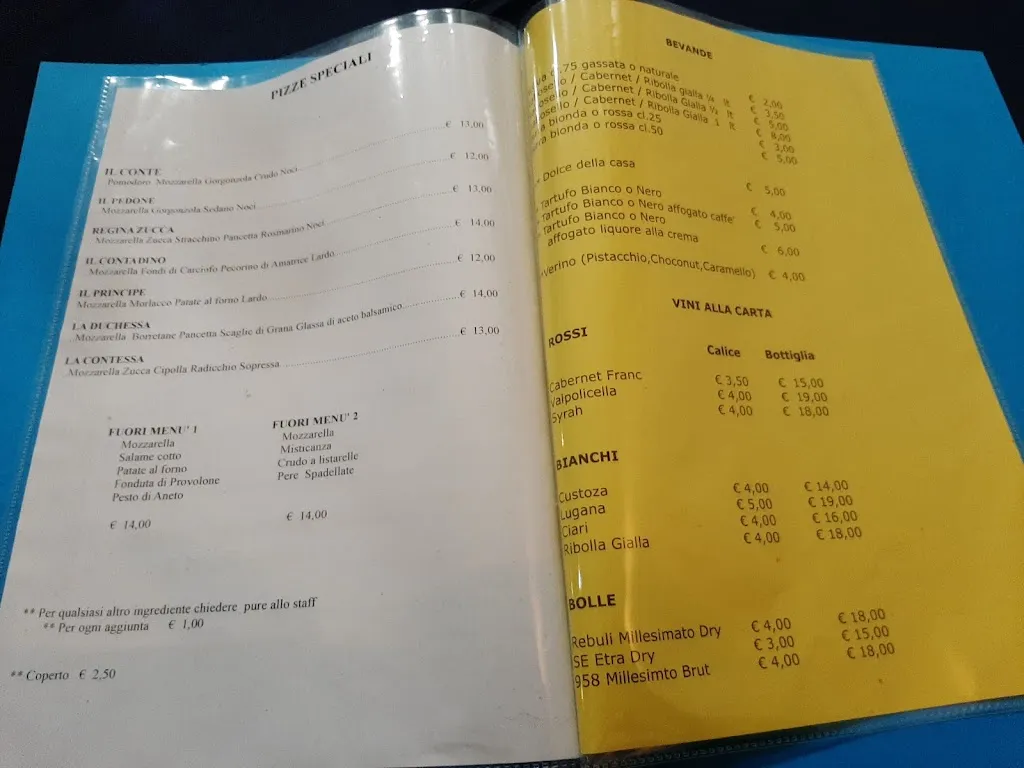 PIZZE SPECIALI
IL CONTE € 13,00
Pomodoro Mozzarella Gorgonzola Crudo Noci
IL PEDONE € 12,00
Mozzarella Gorgonzola Sedano Noci
REGINA ZUCCA € 13,00
Mozzarella Zucca Stracchino Pancetta Rosmarino Noci
IL CONTADINO € 14,00
Mozzarella Fondi di Carciofo Pecorino di Amatrice Lardo
IL PRINCIPE € 12,00
Mozzarella Morlacco Patate al forno Lardo
LA DUCHESSA € 14,00
Mozzarella Borretane Pancetta Scaglie di Grana Glassa di aceto balsamico
LA CONTESSA € 13,00
Mozzarella Zucca Cipolla Radicchio Sopressa
FUORI MENU' 1
Mozzarella
Salame cotto
Patate al forno
Fonduta di Provolone
Pesto di Aneto
€ 14,00
FUORI MENU' 2
Mozzarella
Misticanza
Crudo a listarelle
Pere Spadellate
€ 14,00
** Per qualsiasi altro ingrediente chiedere pure allo staff
** Per ogni aggiunta € 1,00
** Coperto € 2,50
BEVANDE
.75 gassata o naturale € 2,00
/ Cabernet / Ribolla gialla ¼ lt € 3,50
/ Cabernet / Ribolla Gialla ½ lt € 5,00
/ Cabernet / Ribolla Gialla 1 lt € 8,00
bionda o rossa cl.25 € 3,00
bionda o rossa cl.50 € 5,00
Dolce della casa € 5,00
Tartufo Bianco o Nero € 4,00
Tartufo Bianco o Nero affogato caffe' € 5,00
Tartufo Bianco o Nero
affogato liquore alla crema € 6,00
(Pistacchio,Choconut,Caramello) € 4,00
VINI ALLA CARTA
ROSSI
Calice Bottiglia
Cabernet Franc € 3,50 € 15,00
Valpolicella € 4,00 € 19,00
Syrah € 4,00 € 18,00
BIANCHI
Custoza € 4,00 € 14,00
Lugana € 5,00 € 19,00
Ciari € 4,00 € 16,00
Ribolla Gialla € 4,00 € 18,00
BOLLE
Rebuli Millesimato Dry € 4,00 € 18,00
SE Etra Dry € 3,00 € 15,00
958 Millesimto Brut € 4,00 € 18,00